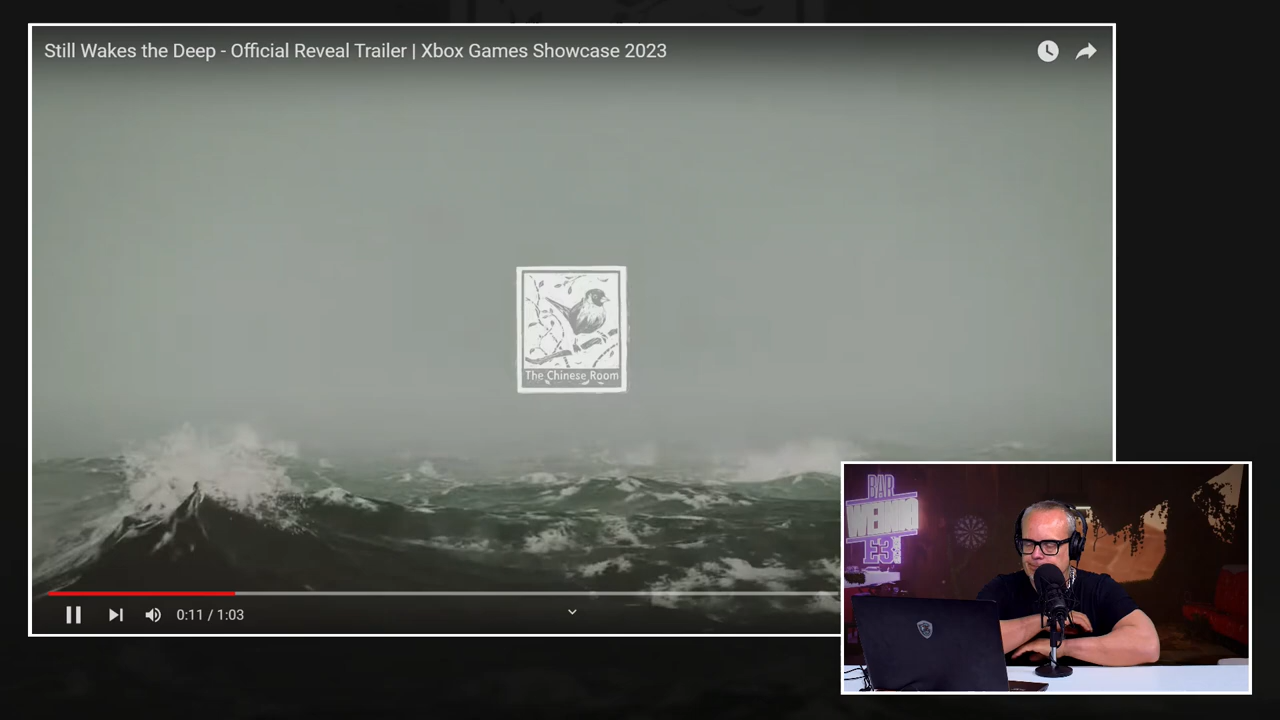 Still Wakes the Deep - Official Reveal Trailer | Xbox Games Showcase 2023
The Chinese Room
0:11 / 1:03
BAR
E3